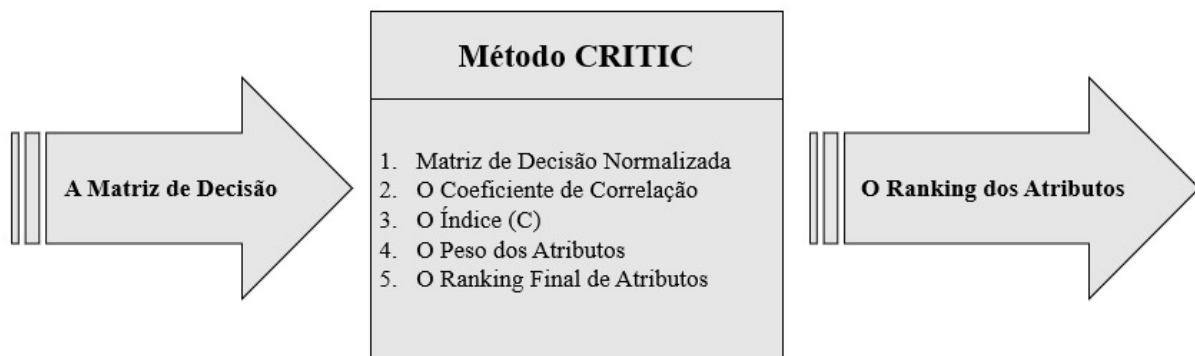 A Matriz de Decisão
Método CRITIC
1. Matriz de Decisão Normalizada
2. O Coeficiente de Correlação
3. O Índice (C)
4. O Peso dos Atributos
5. O Ranking Final de Atributos
O Ranking dos Atributos